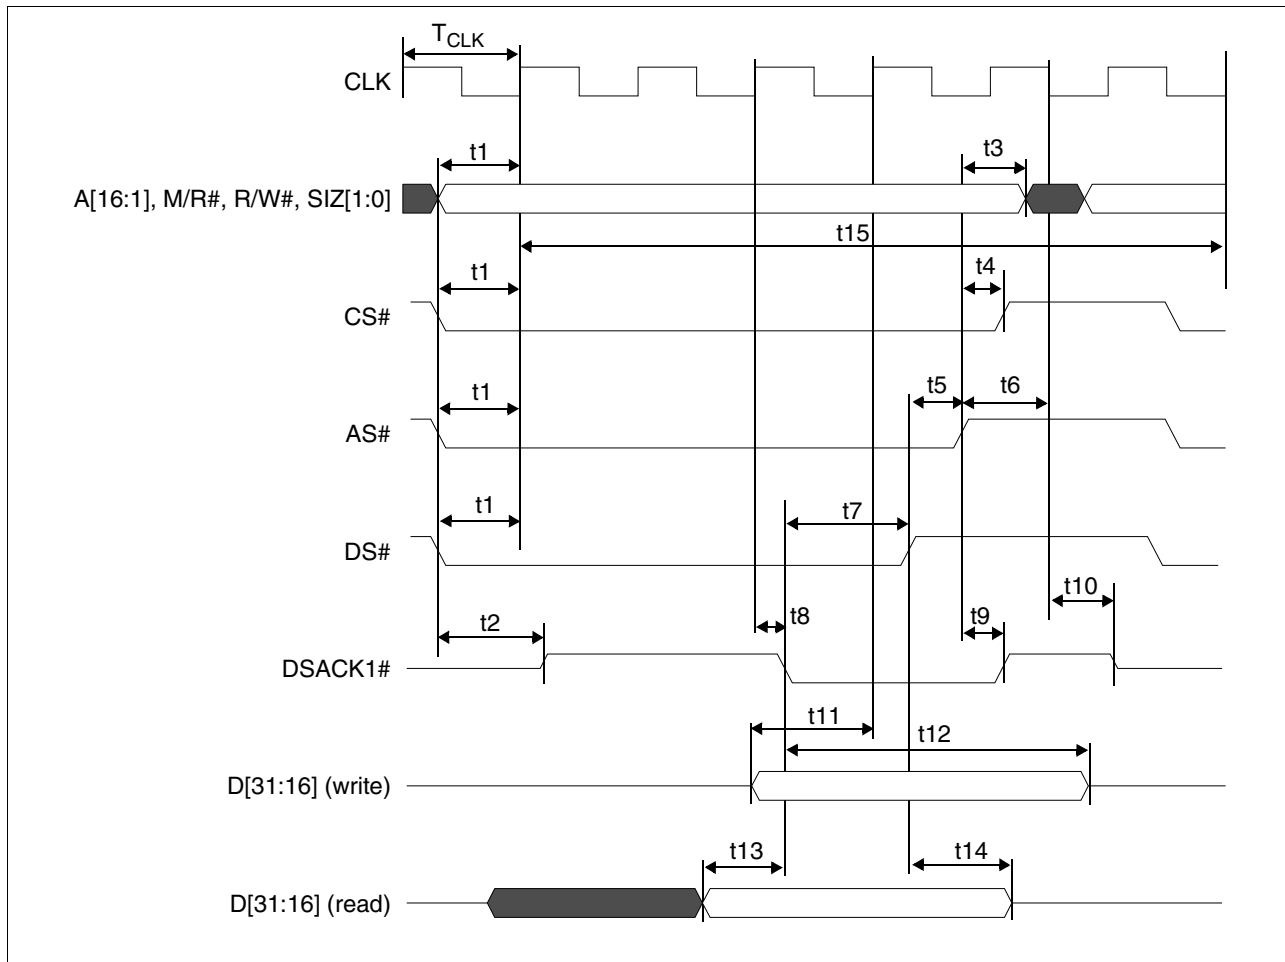 TCLK
CLK
t1
t3
A[16:1], M/R#, R/W#, SIZ[1:0]
t15
t1
t4
CS#
t1
t5
t6
AS#
t1
t7
DS#
t2
t8
t9
t10
DSACK1#
t11
t12
D[31:16] (write)
t13
t14
D[31:16] (read)